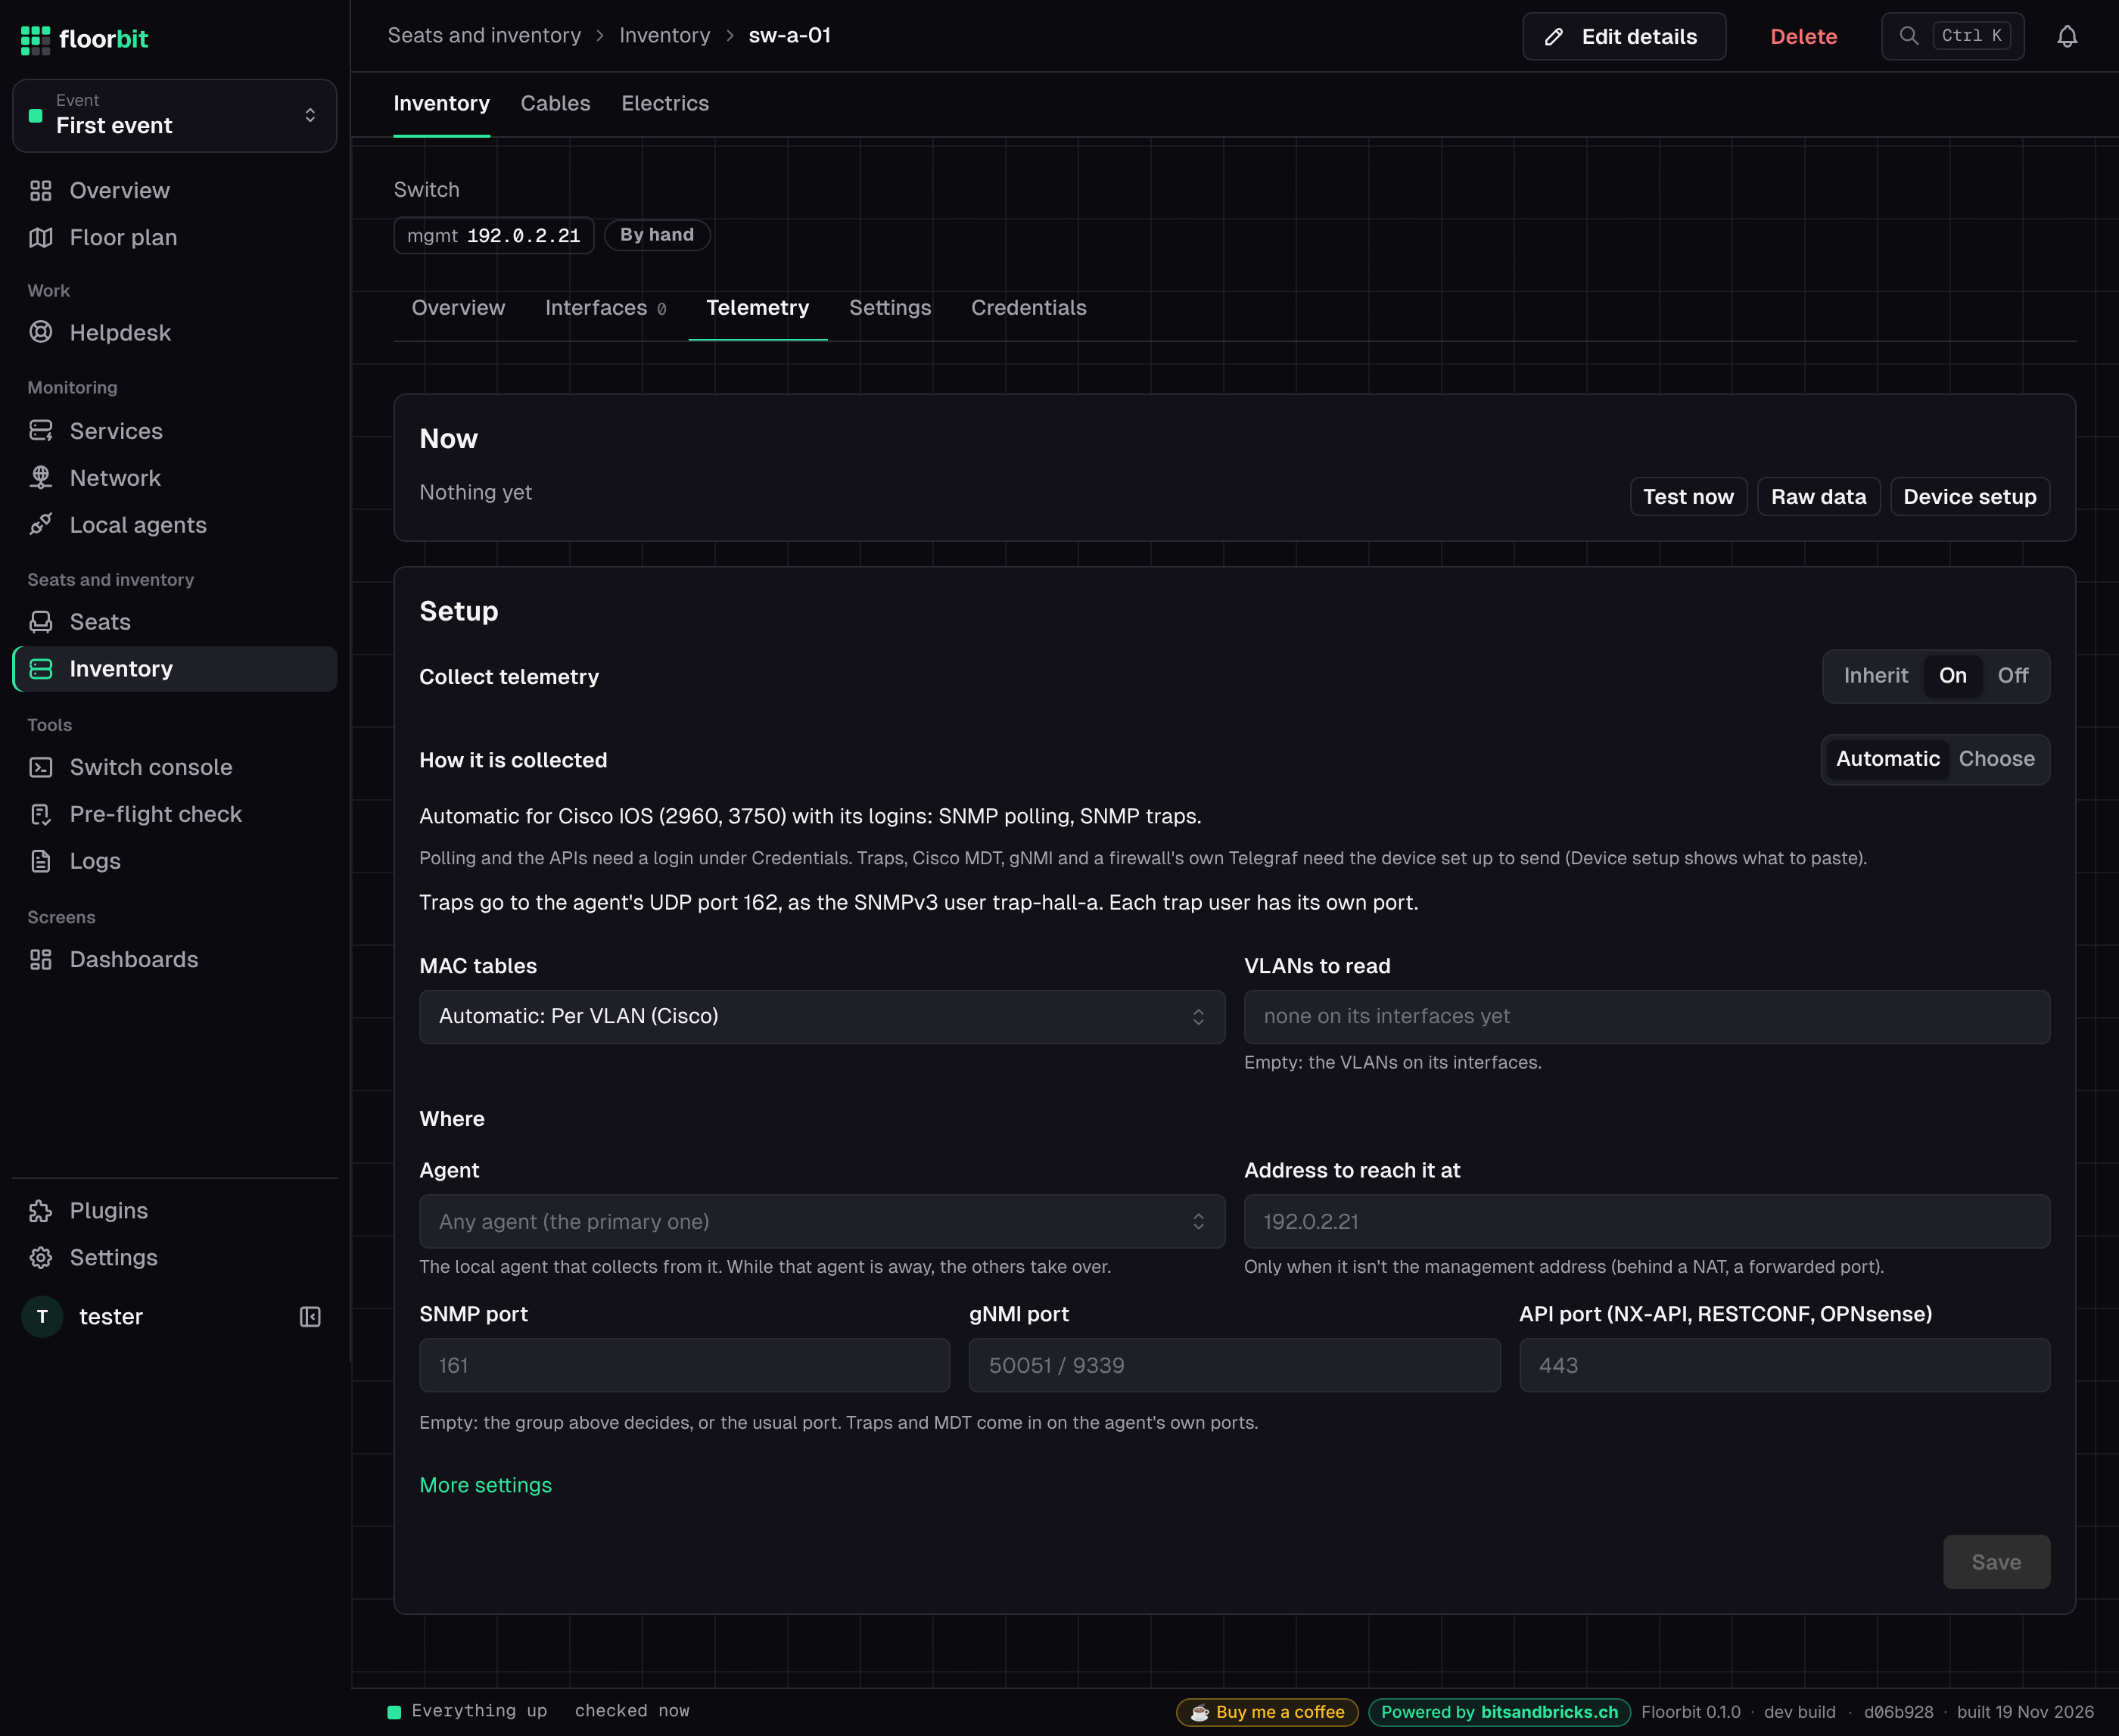 floorbit
Event
First event
Overview
Floor plan
Work
Helpdesk
Monitoring
Services
Network
Local agents
Seats and inventory
Seats
Inventory
Tools
Switch console
Pre-flight check
Logs
Screens
Dashboards
Plugins
Settings
T tester
Seats and inventory > Inventory > sw-a-01
Edit details
Delete
Ctrl K
Inventory Cables Electrics
Switch
mgmt 192.0.2.21 By hand
Overview Interfaces 0 Telemetry Settings Credentials
Now
Nothing yet
Test now Raw data Device setup
Setup
Collect telemetry
Inherit On Off
How it is collected
Automatic Choose
Automatic for Cisco IOS (2960, 3750) with its logins: SNMP polling, SNMP traps.
Polling and the APIs need a login under Credentials. Traps, Cisco MDT, gNMI and a firewall's own Telegraf need the device set up to send (Device setup shows what to paste).
Traps go to the agent's UDP port 162, as the SNMPv3 user trap-hall-a. Each trap user has its own port.
MAC tables
Automatic: Per VLAN (Cisco)
VLANs to read
none on its interfaces yet
Empty: the VLANs on its interfaces.
Where
Agent
Any agent (the primary one)
The local agent that collects from it. While that agent is away, the others take over.
Address to reach it at
192.0.2.21
Only when it isn't the management address (behind a NAT, a forwarded port).
SNMP port
161
gNMI port
50051 / 9339
API port (NX-API, RESTCONF, OPNsense)
443
Empty: the group above decides, or the usual port. Traps and MDT come in on the agent's own ports.
More settings
Save
Everything up checked now
Buy me a coffee
Powered by bitsandbricks.ch
Floorbit 0.1.0 · dev build · d06b928 · built 19 Nov 2026